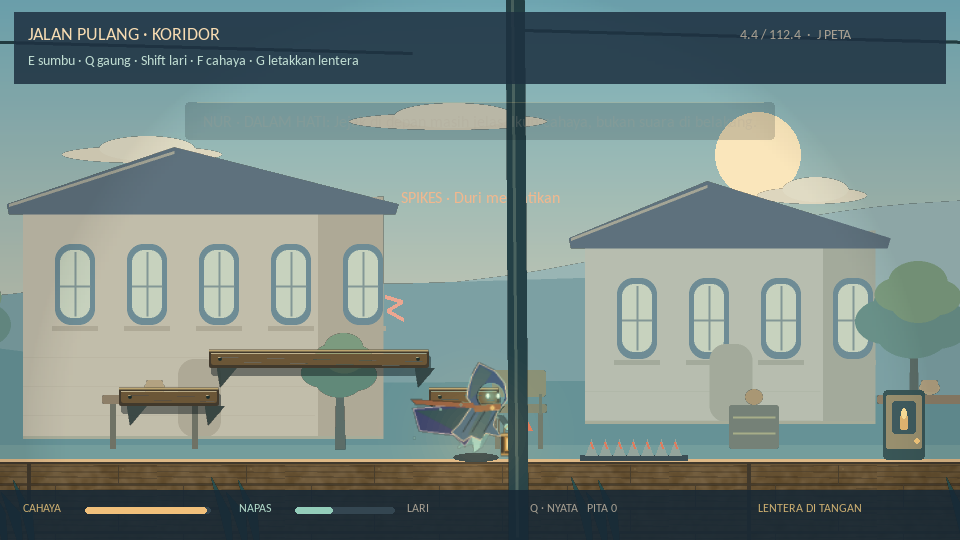 JALAN PULANG · KORIDOR
4.4 / 112.4 · J PETA
E sumbu · Q gaung · Shift lari · F cahaya · G letakkan lentera
SPIKES · Duri me tikan
CAHAYA
NAPAS
LARI
Q · NYATA PITA 0
LENTERA DI TANGAN